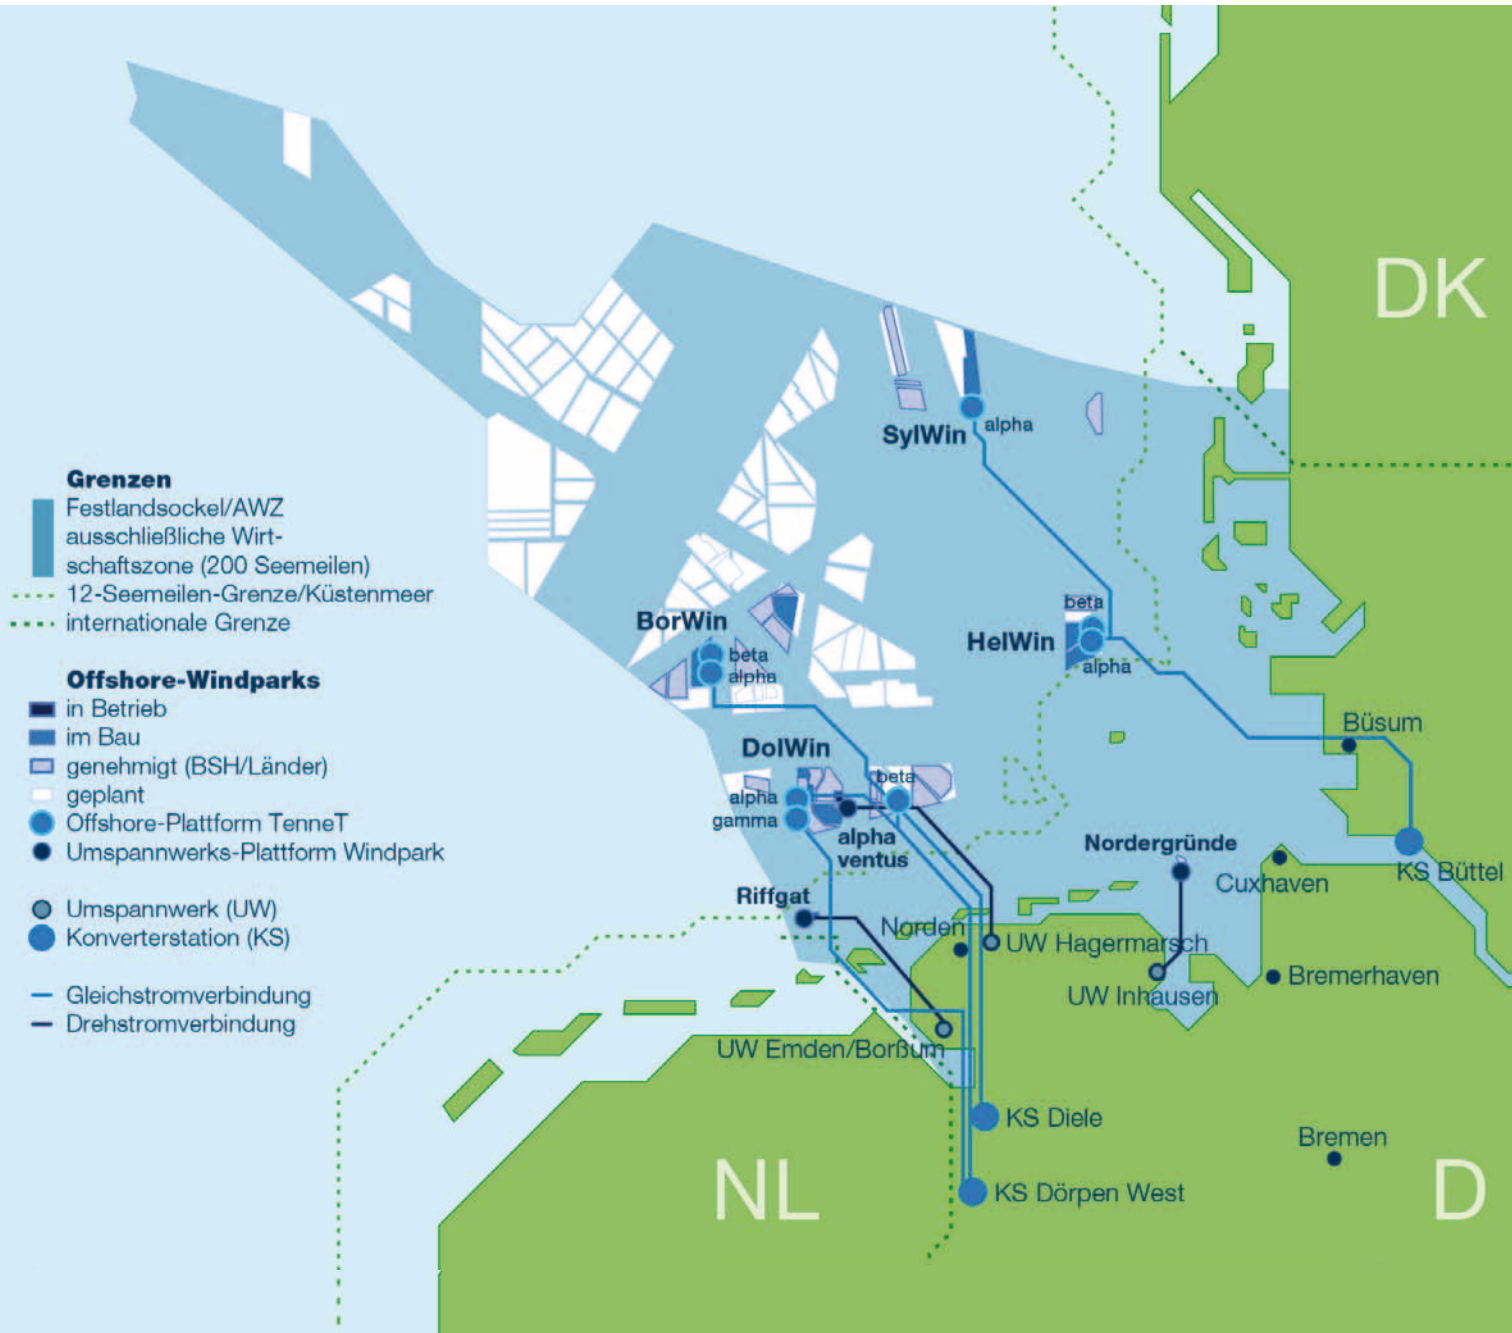 Grenzen
Festlandsockel/AWZ
ausschließliche Wirt-
schaftszone (200 Seemeilen)
12-Seemeilen-Grenze/Küstenmeer
internationale Grenze
Offshore-Windparks
in Betrieb
im Bau
genehmigt (BSH/Länder)
geplant
Offshore-Plattform TenneT
Umspannwerks-Plattform Windpark
Umspannwerk (UW)
Konverterstation (KS)
Gleichstromverbindung
Drehstromverbindung
DK
SylWin
alpha
BorWin
beta
alpha
beta
HelWin
alpha
Büsum
DolWin
alpha
gamma
beta
alpha
ventus
Nordergründe
Cuxhaven
KS Büttel
Riffgat
Norden
UW Hagermarsch
UW Inhausen
Bremerhaven
UW Emden/Borßum
KS Diele
Bremen
NL
KS Dörpen West
D